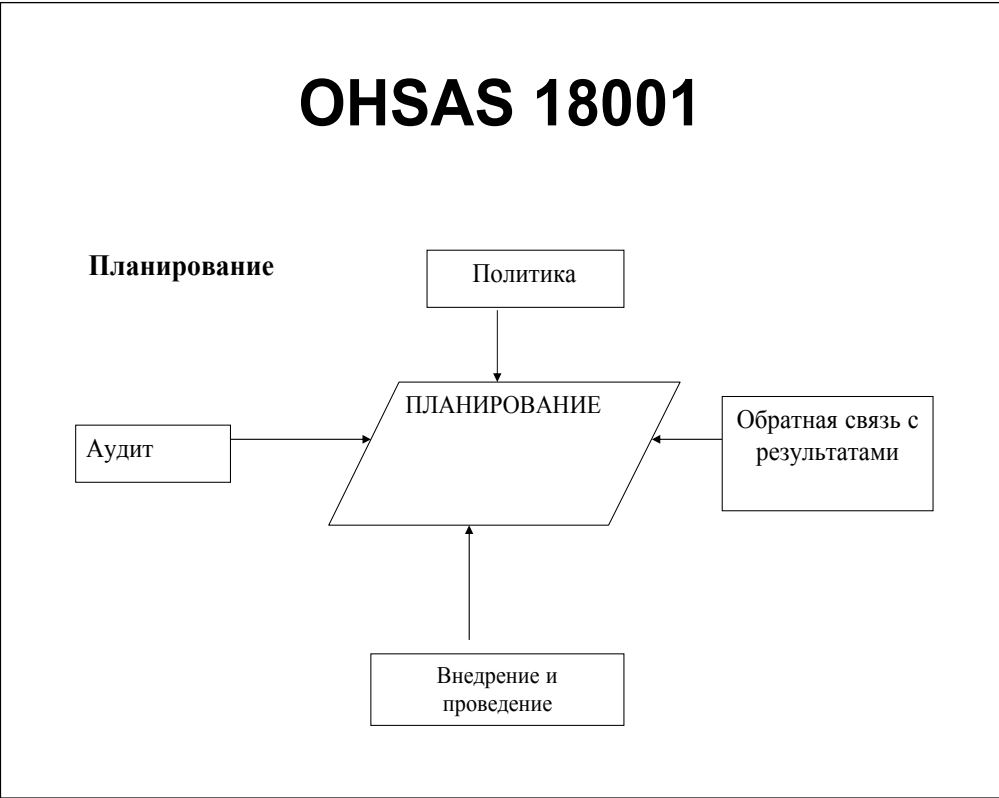 OHSAS 18001
Планирование
Политика
ПЛАНИРОВАНИЕ
Аудит
Обратная связь с
результатами
Внедрение и
проведение